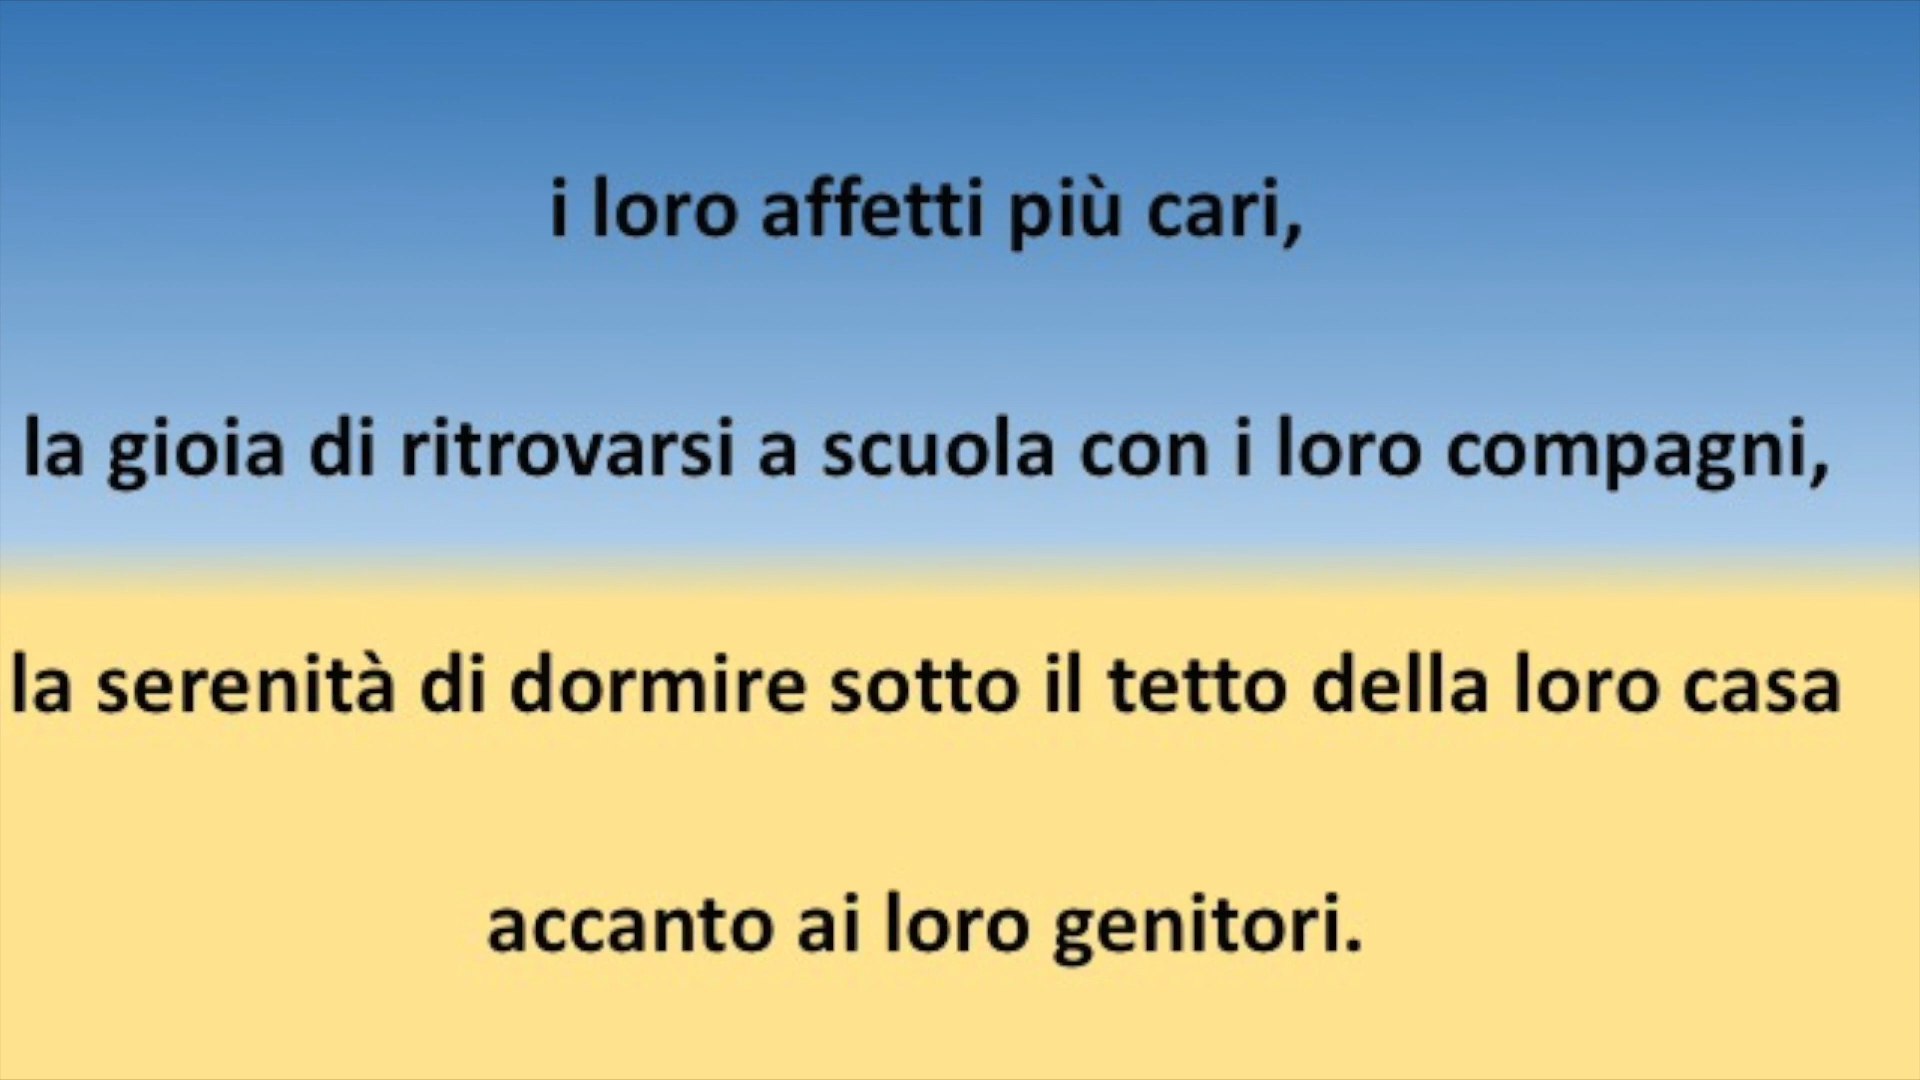 i loro affetti più cari,
la gioia di ritrovarsi a scuola con i loro compagni,
la serenità di dormire sotto il tetto della loro casa
accanto ai loro genitori.